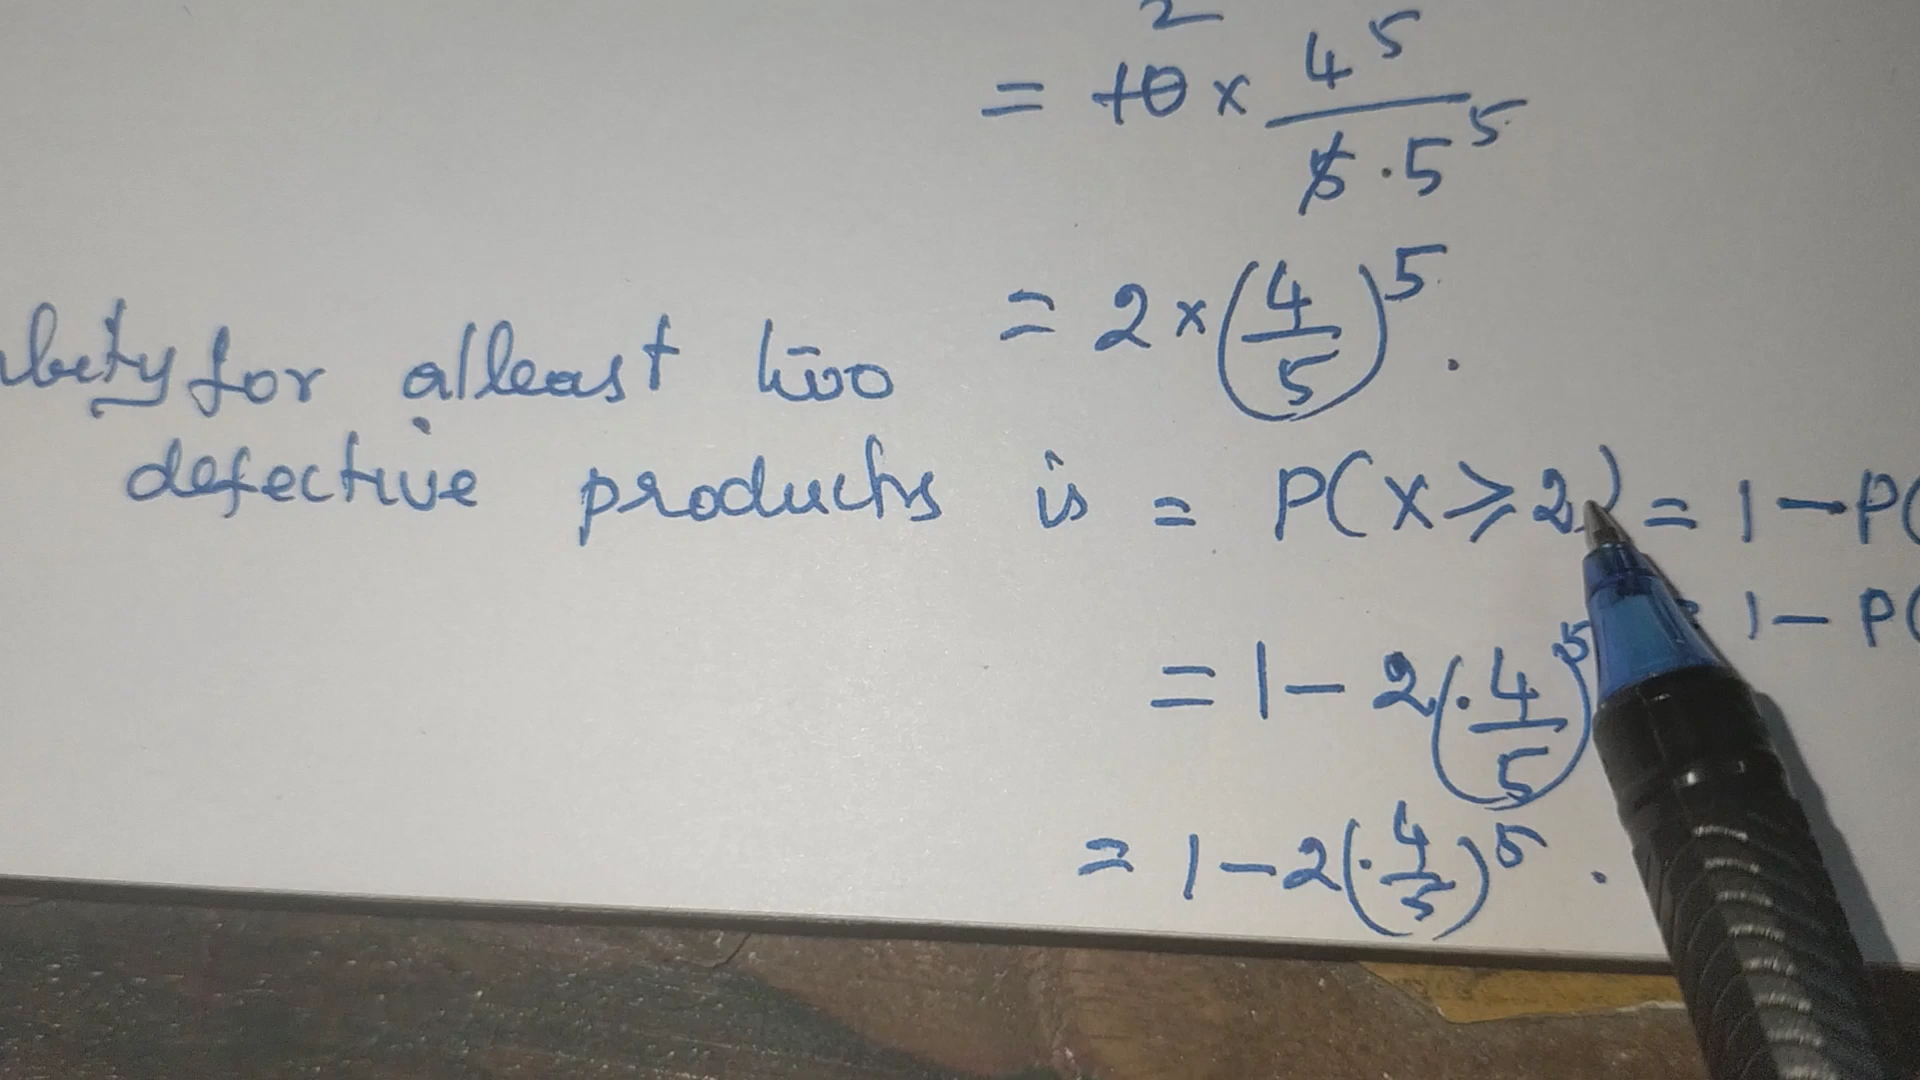 = 10 2 × 4^5 / 5 · 5^5
= 2 × (4/5)^5 .
for atleast two
defective products is = P(X ≥ 2) = 1 − P(
= 1 − P(
= 1 − 2(· 4/5)^5
= 1 − 2(· 4/5)^5 .